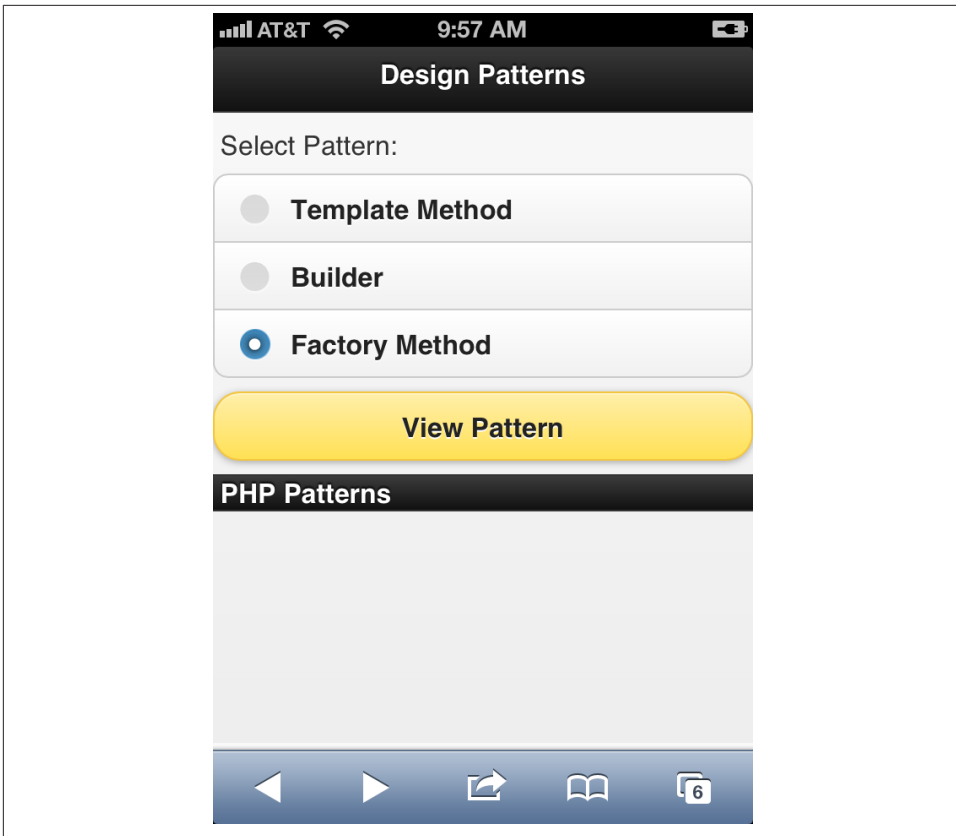 AT&T 9:57 AM
Design Patterns
Select Pattern:
Template Method
Builder
Factory Method
View Pattern
PHP Patterns
6